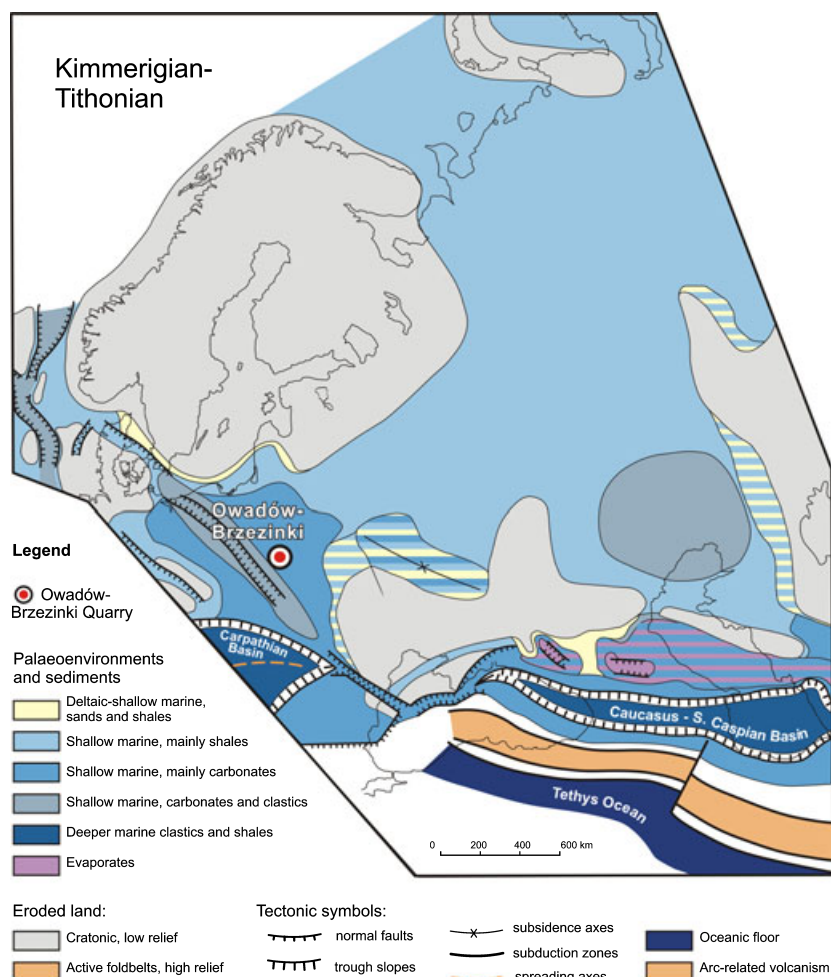 Kimmerigian-
Tithonian
Owadów-
Brzezinki
Legend
Owadów-
Brzezinki Quarry
Carpathian
Basin
Palaeoenvironments
and sediments
Deltaic-shallow marine,
sands and shales
Shallow marine, mainly shales
Shallow marine, mainly carbonates
Shallow marine, carbonates and clastics
Deeper marine clastics and shales
Evaporates
Caucasus - S. Caspian Basin
Tethys Ocean
0 200 400 600 km
Eroded land:
Cratonic, low relief
Active foldbelts, high relief
Tectonic symbols:
normal faults
trough slopes
subsidence axes
subduction zones
spreading axes
Oceanic floor
Arc-related volcanism